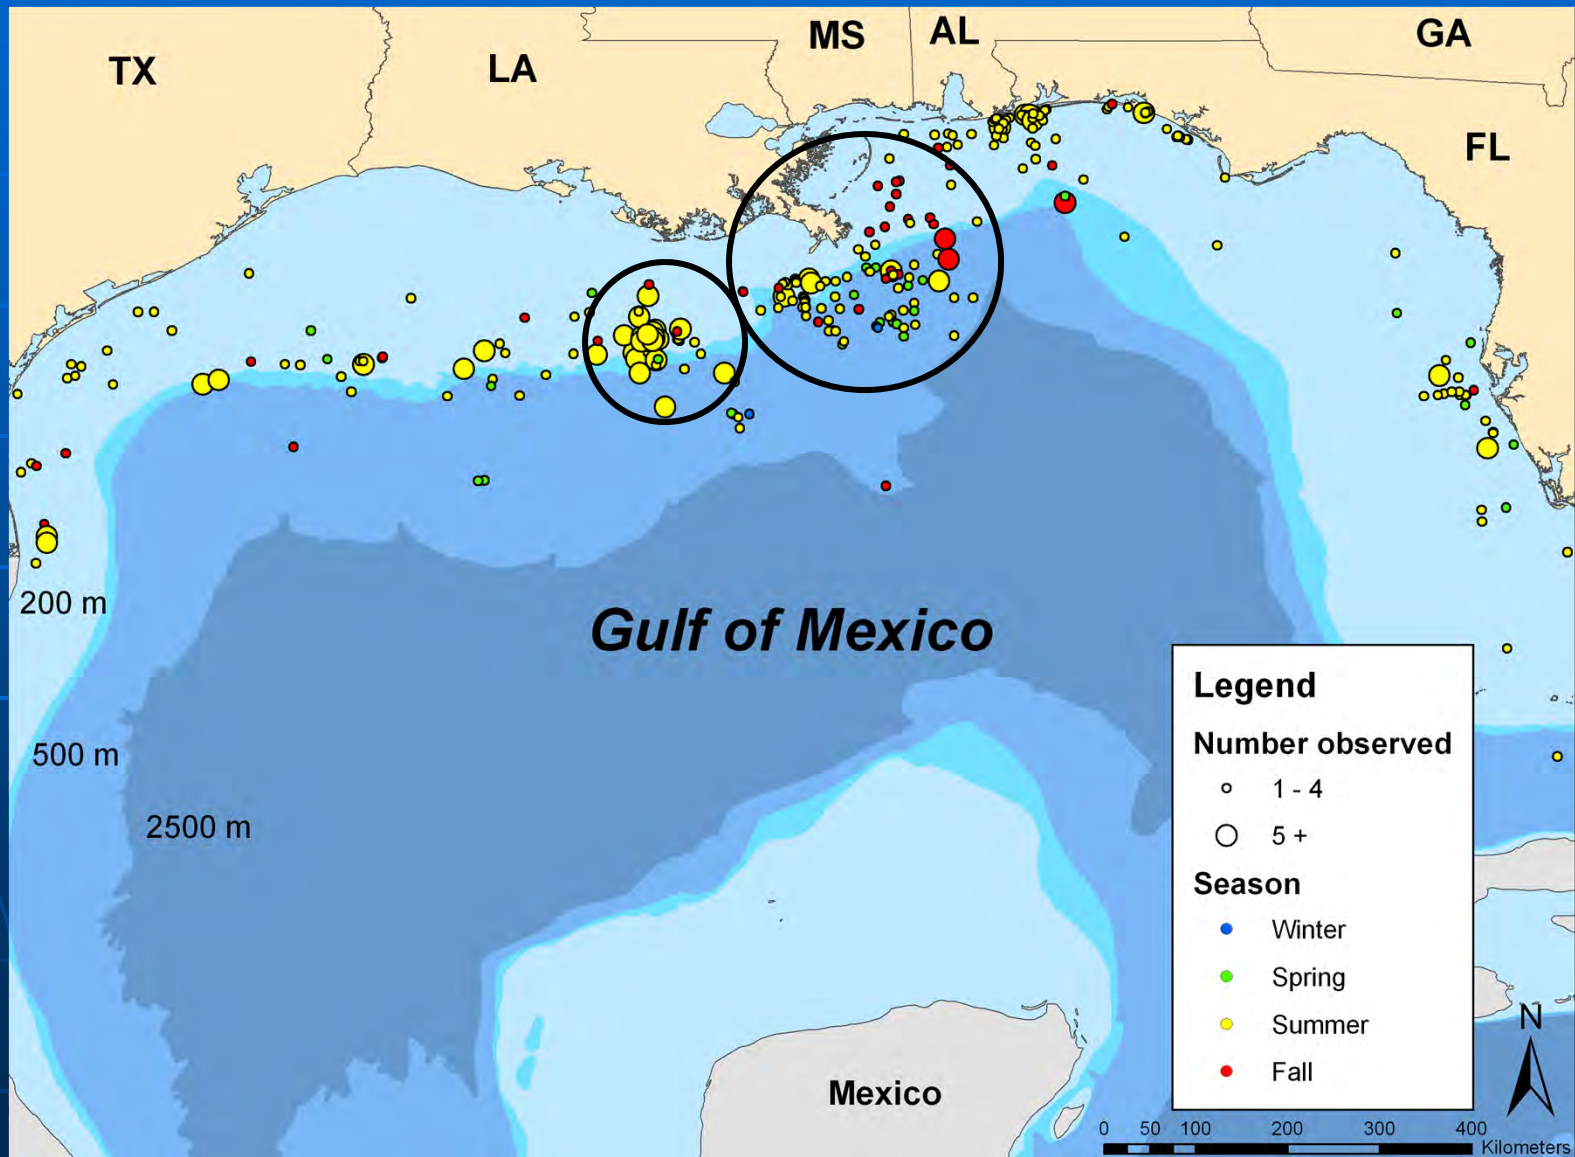 TX
LA
MS
AL
GA
FL
200 m
500 m
2500 m
Gulf of Mexico
Mexico
Legend
Number observed
1 - 4
5 +
Season
Winter
Spring
Summer
Fall
N
0 50 100 200 300 400
Kilometers